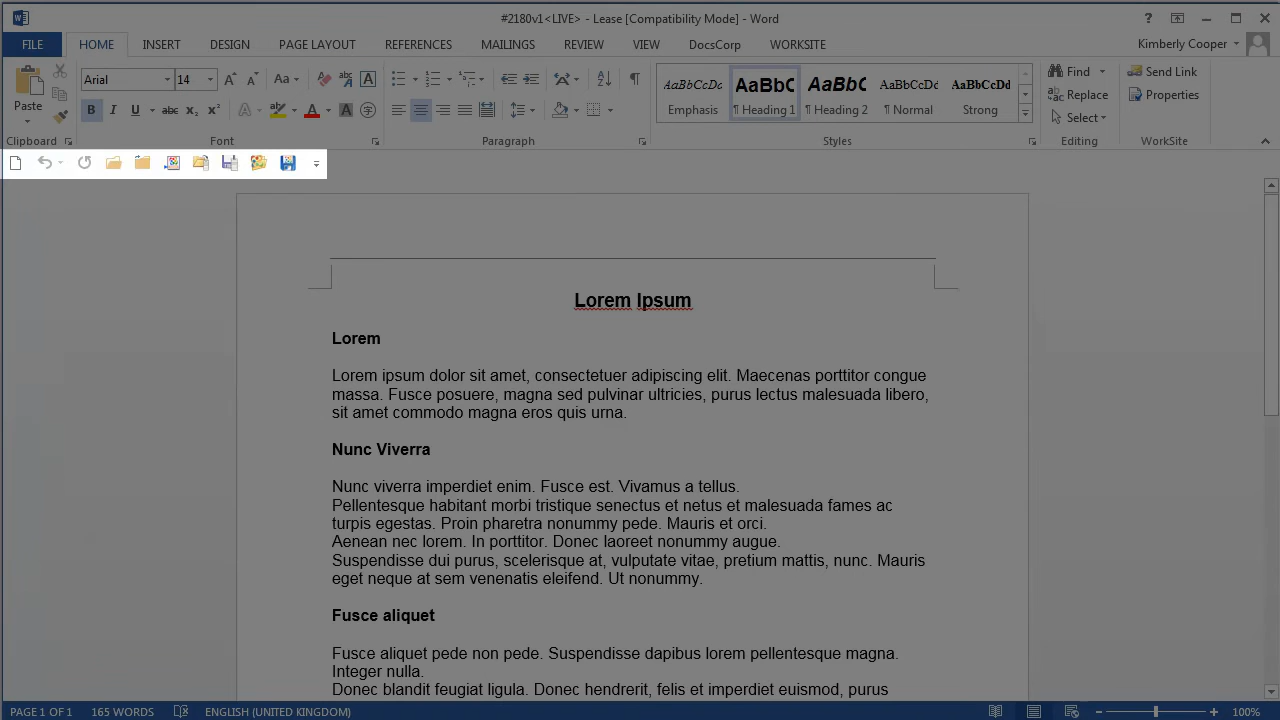 #2180v1<LIVE> - Lease [Compatibility Mode] - Word
FILE HOME INSERT DESIGN PAGE LAYOUT REFERENCES MAILINGS REVIEW VIEW DocsCorp WORKSITE Kimberly Cooper
Arial 14 Aa A
Paste
B I U abc x₂ x² A A A
AaBbCcDc AaBbC AaBbC AaBbCcDd AaBbCcDd
Emphasis ¶ Heading 1 ¶ Heading 2 ¶ Normal Strong
Find
Replace
Select
Send Link
Properties
Clipboard Font Paragraph Styles Editing WorkSite
Lorem Ipsum
Lorem
Lorem ipsum dolor sit amet, consectetuer adipiscing elit. Maecenas porttitor congue
massa. Fusce posuere, magna sed pulvinar ultricies, purus lectus malesuada libero,
sit amet commodo magna eros quis urna.
Nunc Viverra
Nunc viverra imperdiet enim. Fusce est. Vivamus a tellus.
Pellentesque habitant morbi tristique senectus et netus et malesuada fames ac
turpis egestas. Proin pharetra nonummy pede. Mauris et orci.
Aenean nec lorem. In porttitor. Donec laoreet nonummy augue.
Suspendisse dui purus, scelerisque at, vulputate vitae, pretium mattis, nunc. Mauris
eget neque at sem venenatis eleifend. Ut nonummy.
Fusce aliquet
Fusce aliquet pede non pede. Suspendisse dapibus lorem pellentesque magna.
Integer nulla.
Donec blandit feugiat ligula. Donec hendrerit, felis et imperdiet euismod, purus
PAGE 1 OF 1 165 WORDS ENGLISH (UNITED KINGDOM) 100%